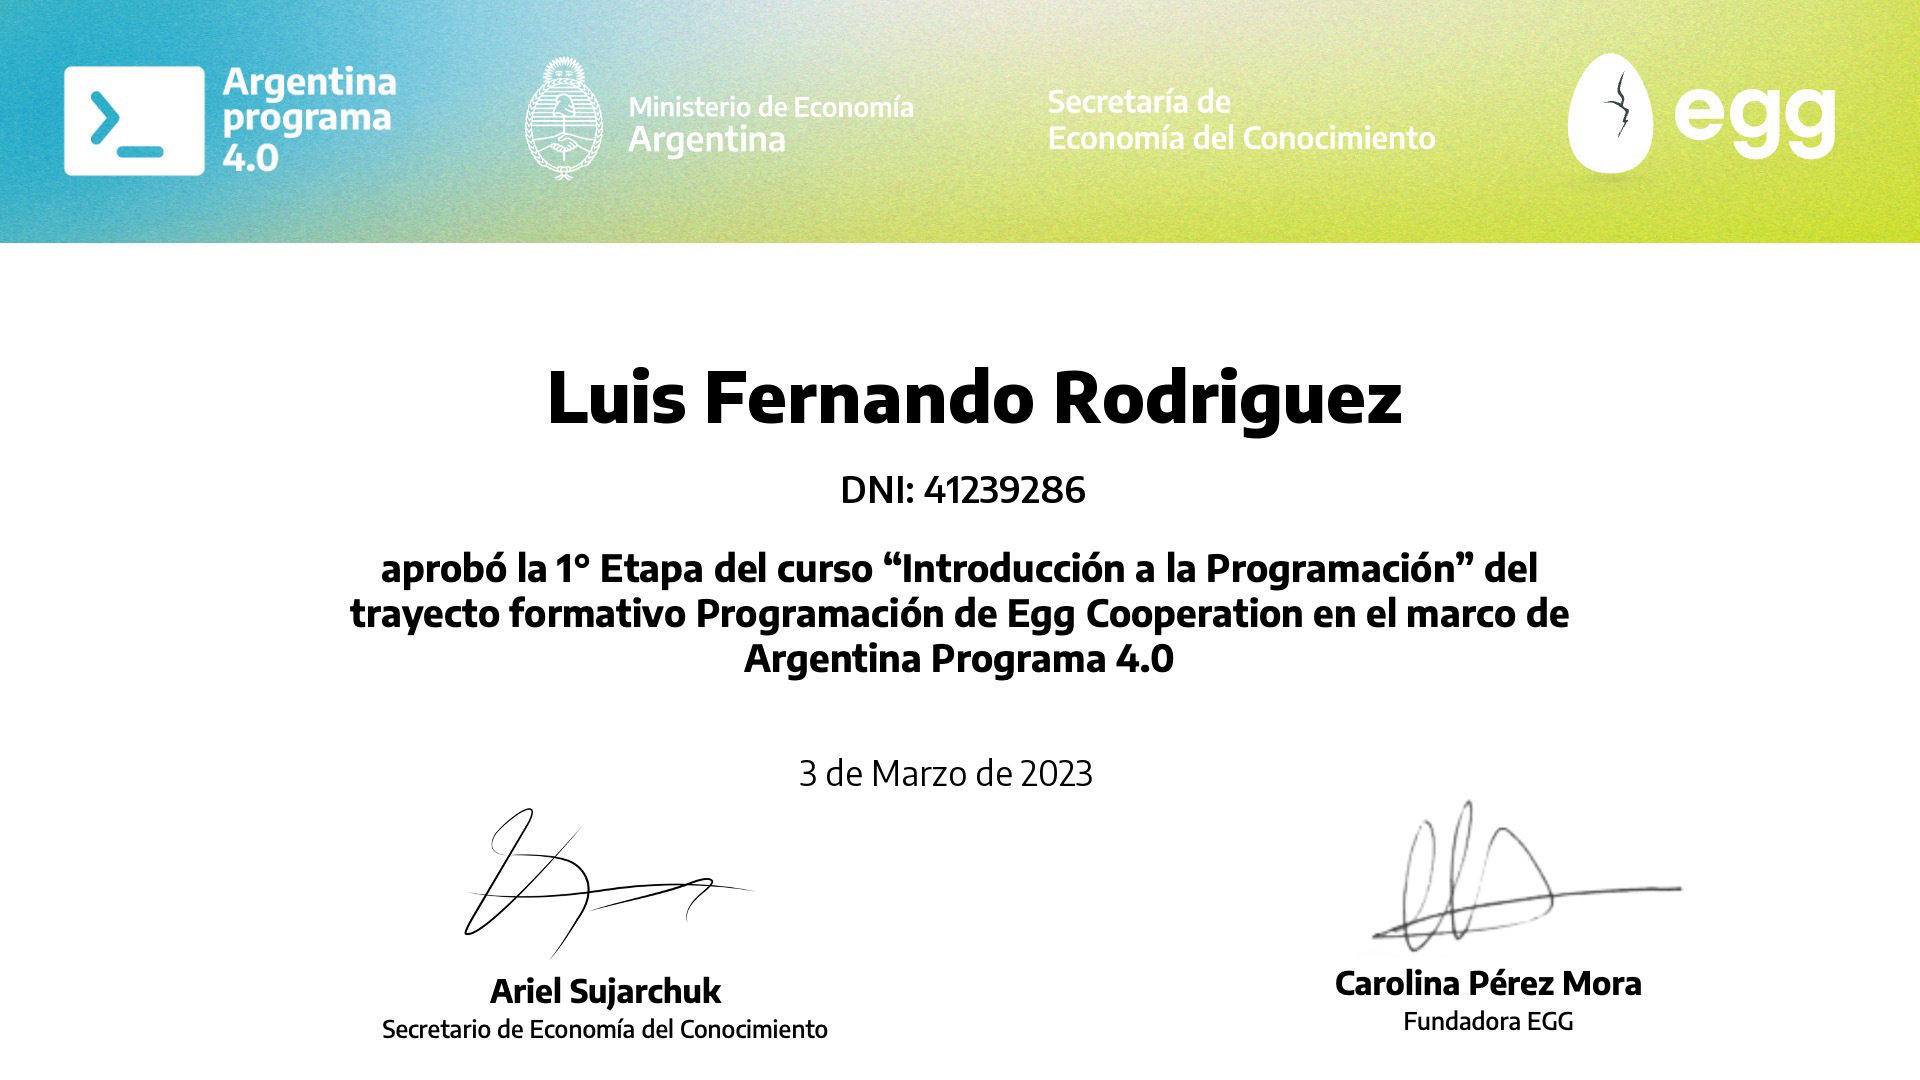 Argentina
programa
4.0
Ministerio de Economía
Argentina
Secretaría de
Economía del Conocimiento
egg
Luis Fernando Rodriguez
DNI: 41239286
aprobó la 1° Etapa del curso “Introducción a la Programación” del
trayecto formativo Programación de Egg Cooperation en el marco de
Argentina Programa 4.0
3 de Marzo de 2023
Ariel Sujarchuk
Secretario de Economía del Conocimiento
Carolina Pérez Mora
Fundadora EGG